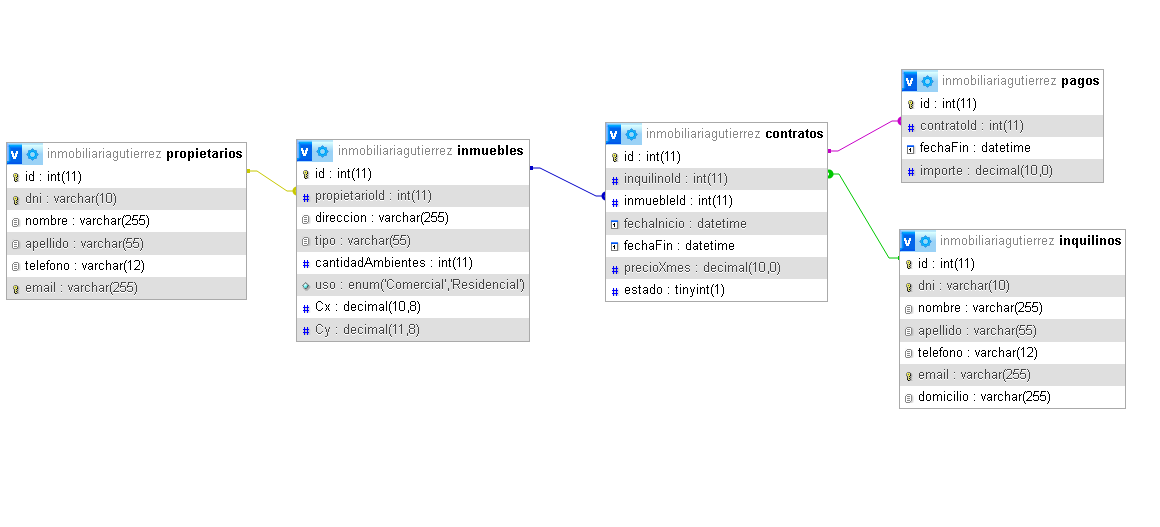 v inmobiliariagutierrez propietarios
id : int(11)
dni : varchar(10)
nombre : varchar(255)
apellido : varchar(55)
telefono : varchar(12)
email : varchar(255)
v inmobiliariagutierrez inmuebles
id : int(11)
# propietarioId : int(11)
direccion : varchar(255)
tipo : varchar(55)
# cantidadAmbientes : int(11)
uso : enum('Comercial','Residencial')
# Cx : decimal(10,8)
# Cy : decimal(11,8)
v inmobiliariagutierrez contratos
id : int(11)
# inquilinoId : int(11)
# inmuebleId : int(11)
fechaInicio : datetime
fechaFin : datetime
# precioXmes : decimal(10,0)
# estado : tinyint(1)
v inmobiliariagutierrez pagos
id : int(11)
# contratoId : int(11)
fechaFin : datetime
# importe : decimal(10,0)
v inmobiliariagutierrez inquilinos
id : int(11)
dni : varchar(10)
nombre : varchar(255)
apellido : varchar(55)
telefono : varchar(12)
email : varchar(255)
domicilio : varchar(255)